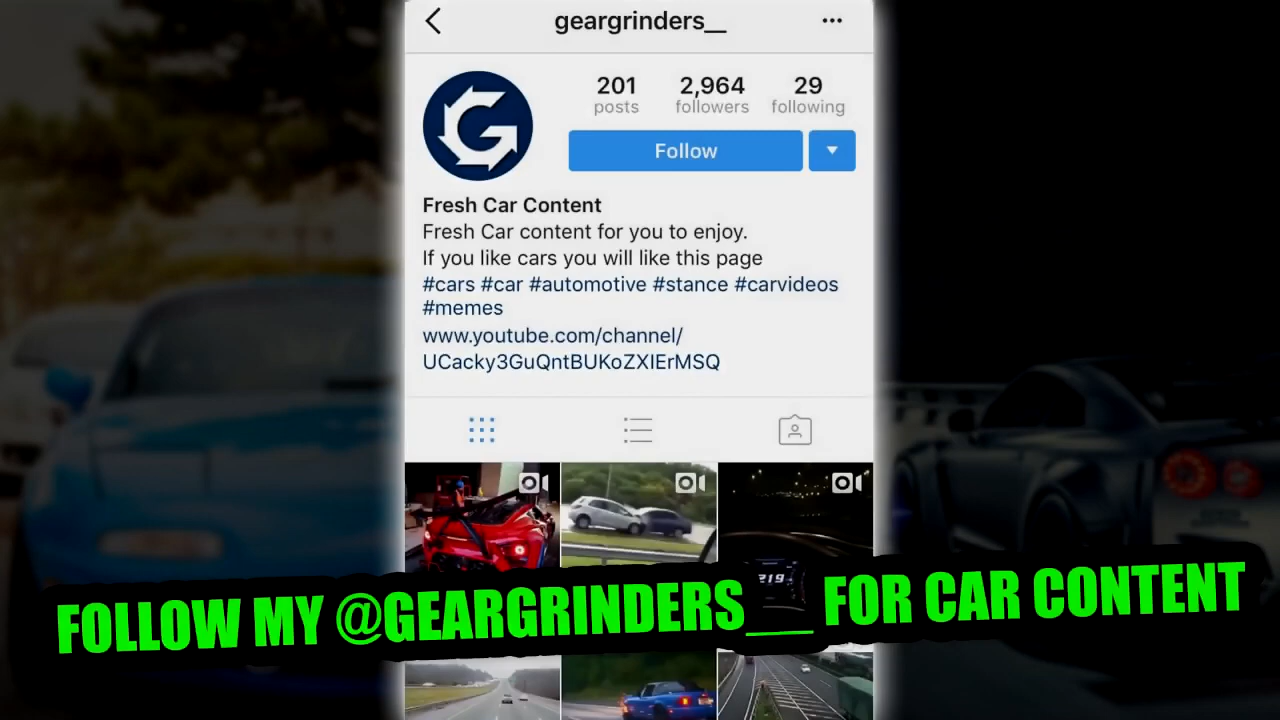 geargrinders__
201 2,964 29
posts followers following
Follow
Fresh Car Content
Fresh Car content for you to enjoy.
If you like cars you will like this page
#cars #car #automotive #stance #carvideos
#memes
www.youtube.com/channel/
UCacky3GuQntBUKoZXIErMSQ
219
FOLLOW MY @GEARGRINDERS__ FOR CAR CONTENT